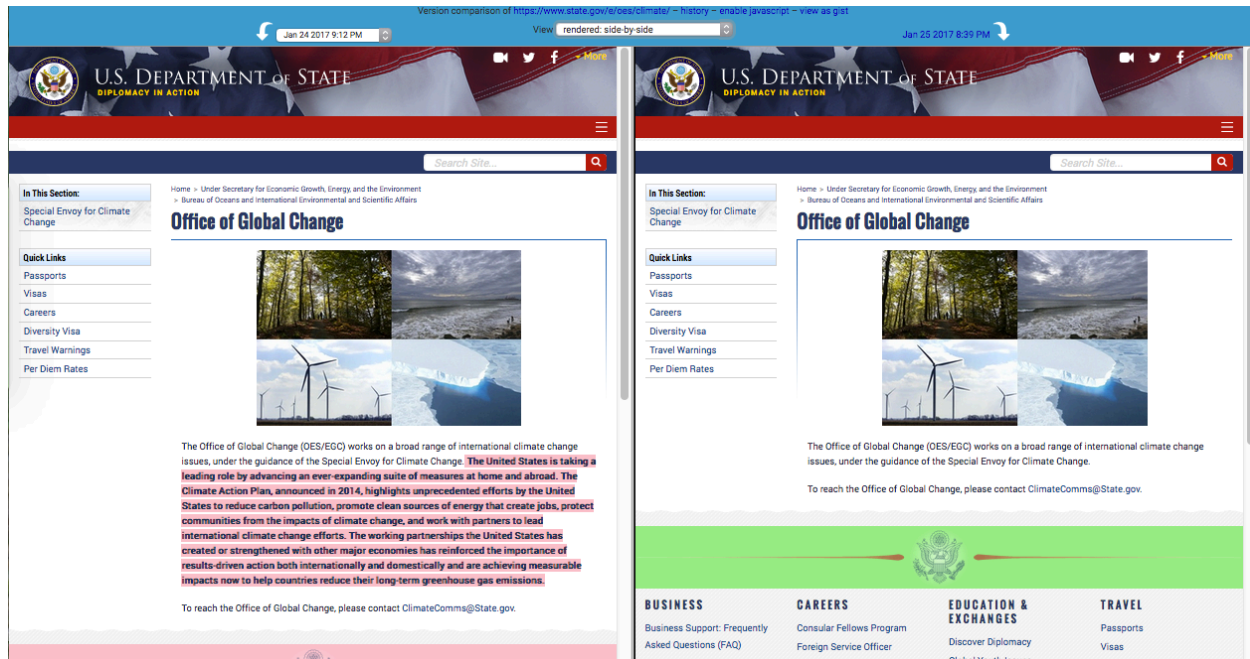 Version comparison of https://www.state.gov/e/oes/climate/ – history – enable javascript – view as gist
Jan 24 2017 9:12 PM
View rendered: side-by-side
Jan 25 2017 8:39 PM
U.S. DEPARTMENT OF STATE
DIPLOMACY IN ACTION
More
Search Site...
In This Section:
Special Envoy for Climate
Change
Quick Links
Passports
Visas
Careers
Diversity Visa
Travel Warnings
Per Diem Rates
Home > Under Secretary for Economic Growth, Energy, and the Environment
> Bureau of Oceans and International Environmental and Scientific Affairs
Office of Global Change
The Office of Global Change (OES/EGC) works on a broad range of international climate change
issues, under the guidance of the Special Envoy for Climate Change. The United States is taking a
leading role by advancing an ever-expanding suite of measures at home and abroad. The
Climate Action Plan, announced in 2014, highlights unprecedented efforts by the United
States to reduce carbon pollution, promote clean sources of energy that create jobs, protect
communities from the impacts of climate change, and work with partners to lead
international climate change efforts. The working partnerships the United States has
created or strengthened with other major economies has reinforced the importance of
results-driven action both internationally and domestically and are achieving measurable
impacts now to help countries reduce their long-term greenhouse gas emissions.
To reach the Office of Global Change, please contact ClimateComms@State.gov.
U.S. DEPARTMENT OF STATE
DIPLOMACY IN ACTION
More
Search Site...
In This Section:
Special Envoy for Climate
Change
Quick Links
Passports
Visas
Careers
Diversity Visa
Travel Warnings
Per Diem Rates
Home > Under Secretary for Economic Growth, Energy, and the Environment
> Bureau of Oceans and International Environmental and Scientific Affairs
Office of Global Change
The Office of Global Change (OES/EGC) works on a broad range of international climate change
issues, under the guidance of the Special Envoy for Climate Change.
To reach the Office of Global Change, please contact ClimateComms@State.gov.
BUSINESS
Business Support: Frequently
Asked Questions (FAQ)
CAREERS
Consular Fellows Program
Foreign Service Officer
EDUCATION &
EXCHANGES
Discover Diplomacy
TRAVEL
Passports
Visas